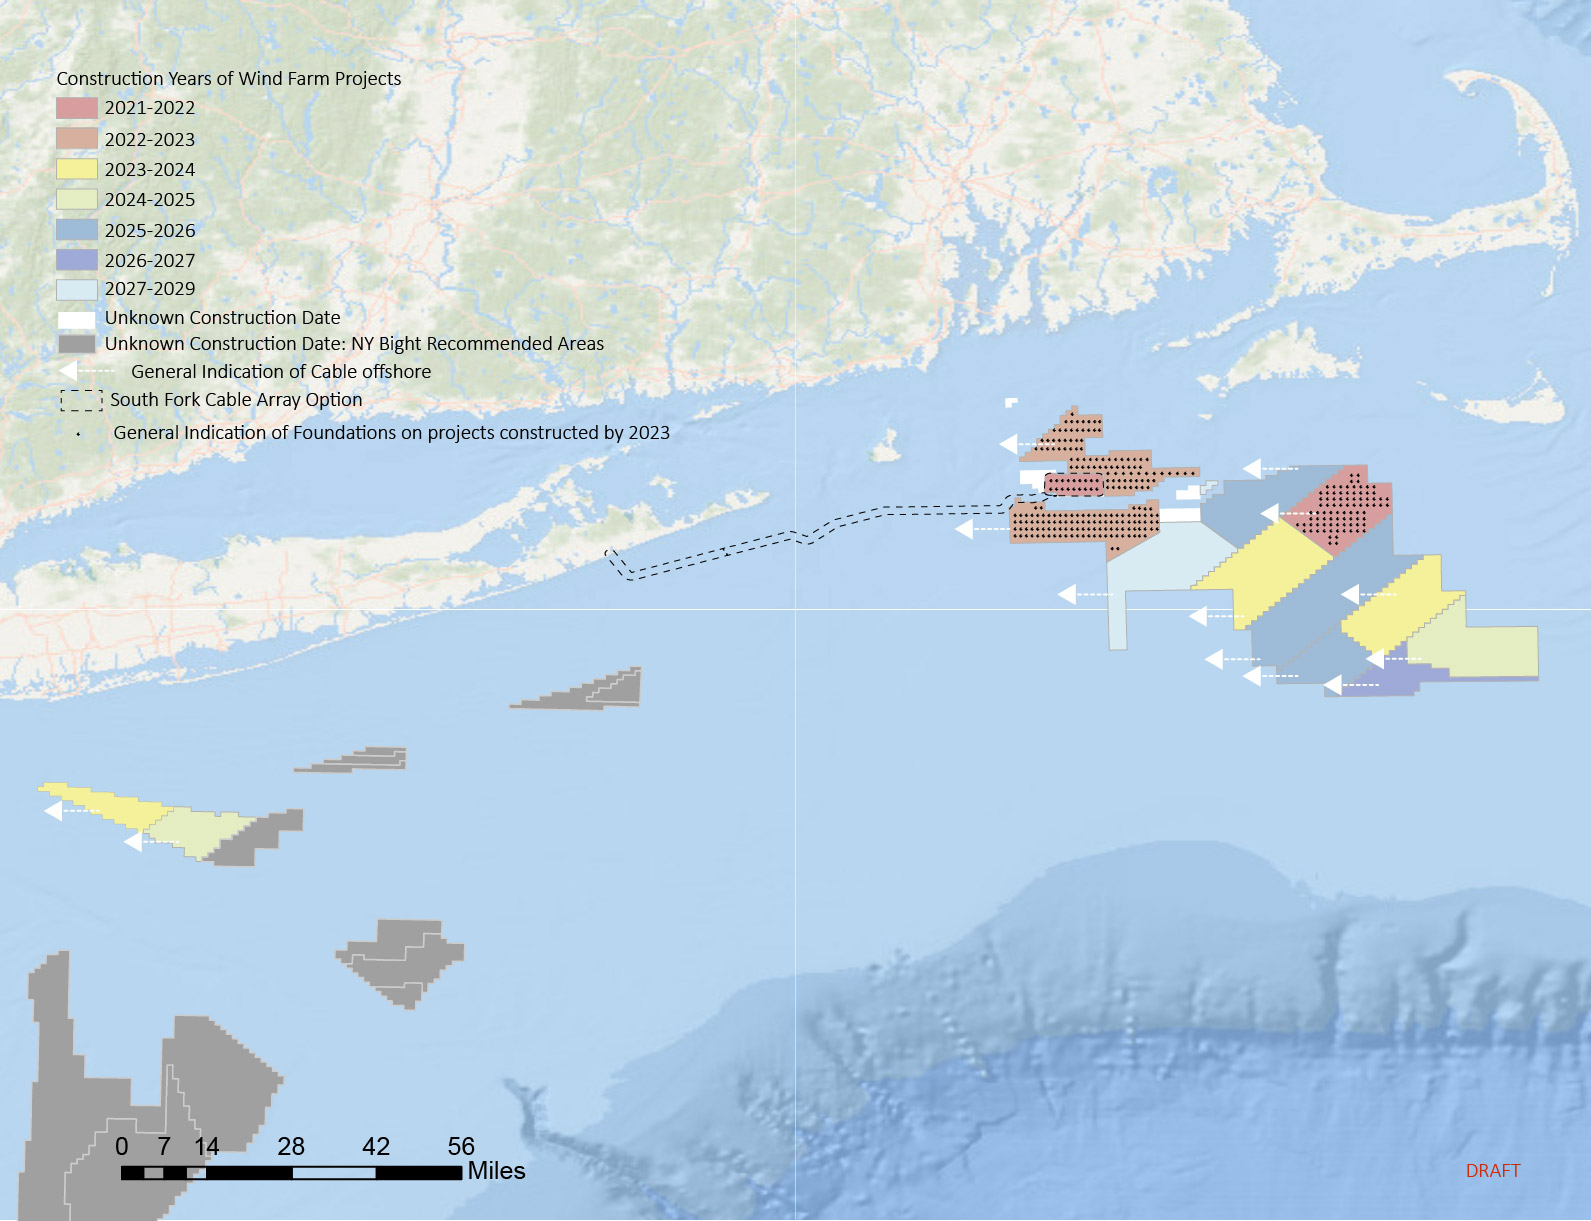 Construction Years of Wind Farm Projects
2021-2022
2022-2023
2023-2024
2024-2025
2025-2026
2026-2027
2027-2029
Unknown Construction Date
Unknown Construction Date: NY Bight Recommended Areas
General Indication of Cable offshore
South Fork Cable Array Option
General Indication of Foundations on projects constructed by 2023
0 7 14 28 42 56
Miles
DRAFT